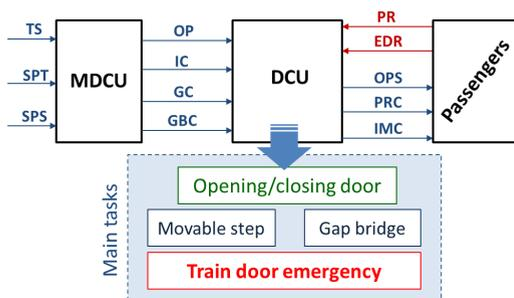 TS
SPT
SPS
MDCU
OP
IC
GC
GBC
DCU
PR
EDR
OPS
PRC
IMC
Passengers
Main tasks
Opening/closing door
Movable step
Gap bridge
Train door emergency